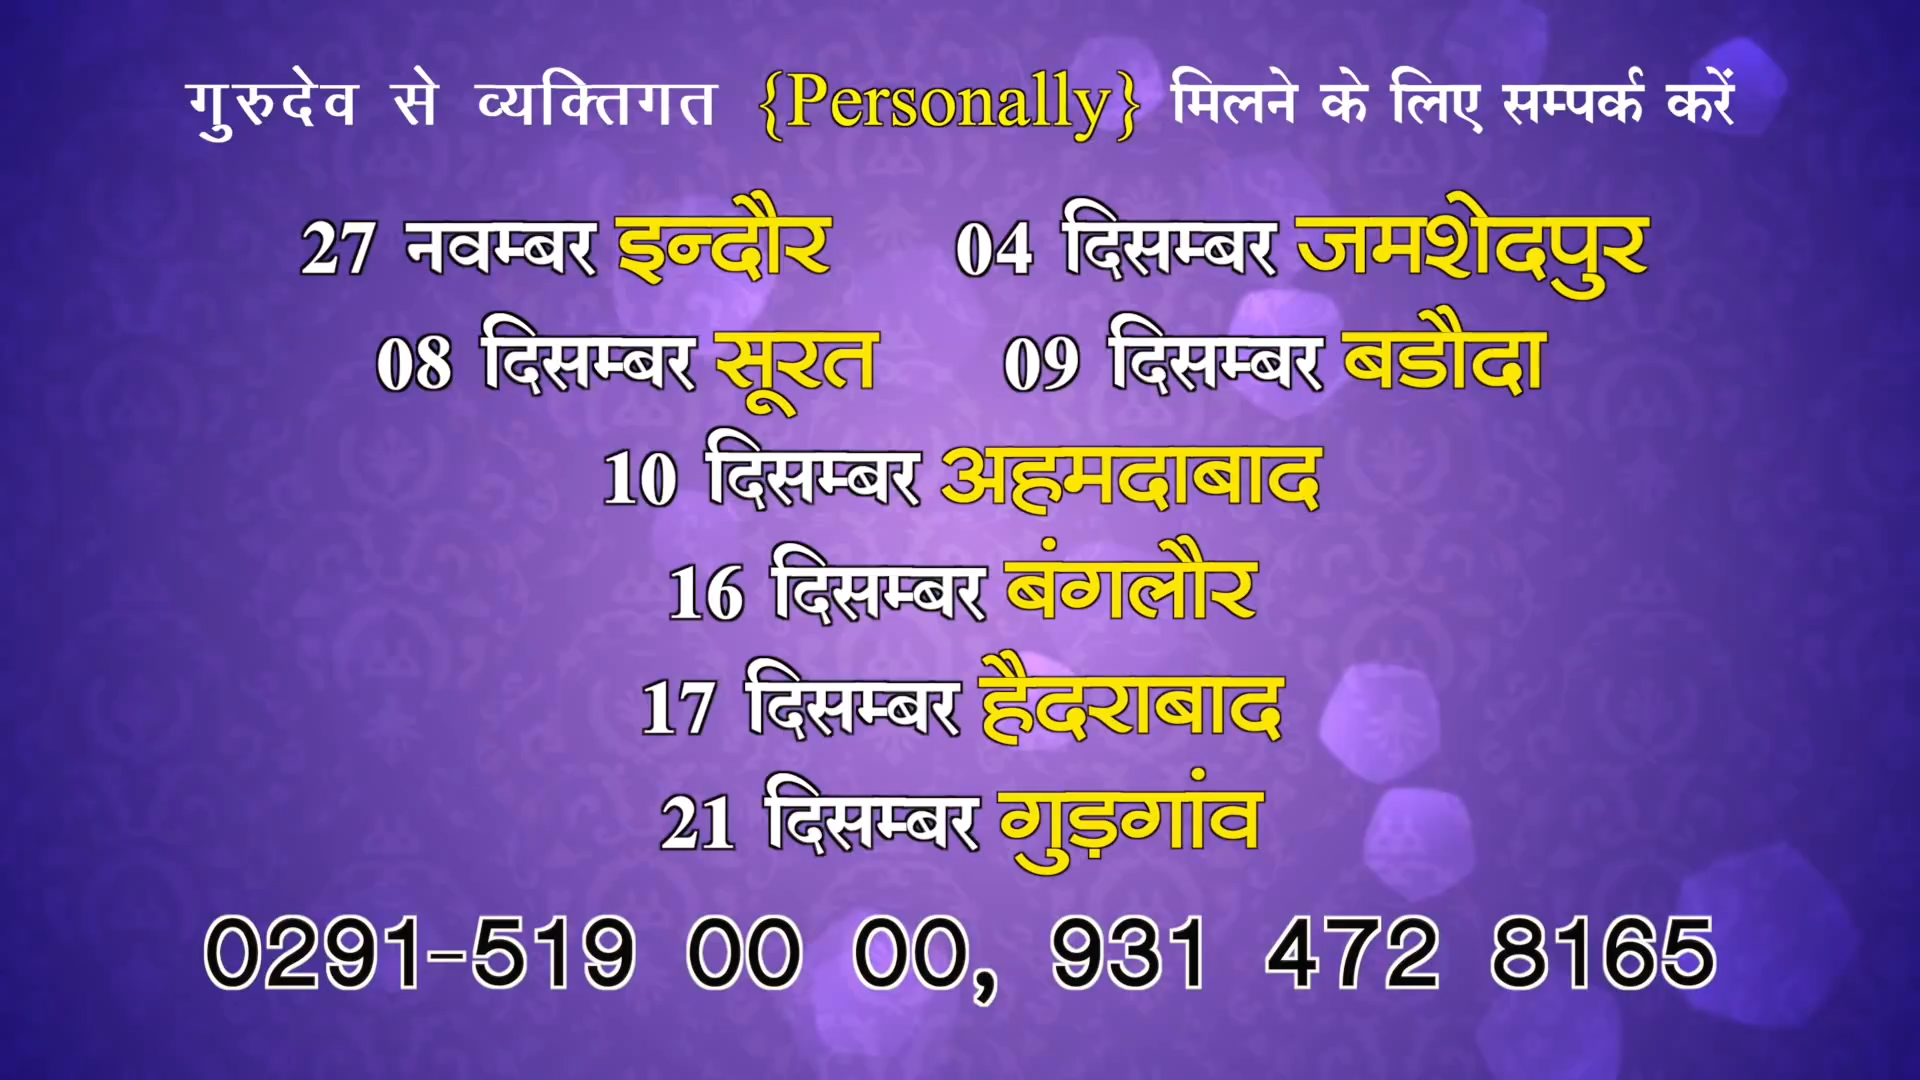 गुरुदेव से व्यक्तिगत {Personally} मिलने के लिए सम्पर्क करें
27 नवम्बर इन्दौर 04 दिसम्बर जमशेदपुर
08 दिसम्बर सूरत 09 दिसम्बर बडौदा
10 दिसम्बर अहमदाबाद
16 दिसम्बर बंगलौर
17 दिसम्बर हैदराबाद
21 दिसम्बर गुड़गांव
0291-519 00 00, 931 472 8165